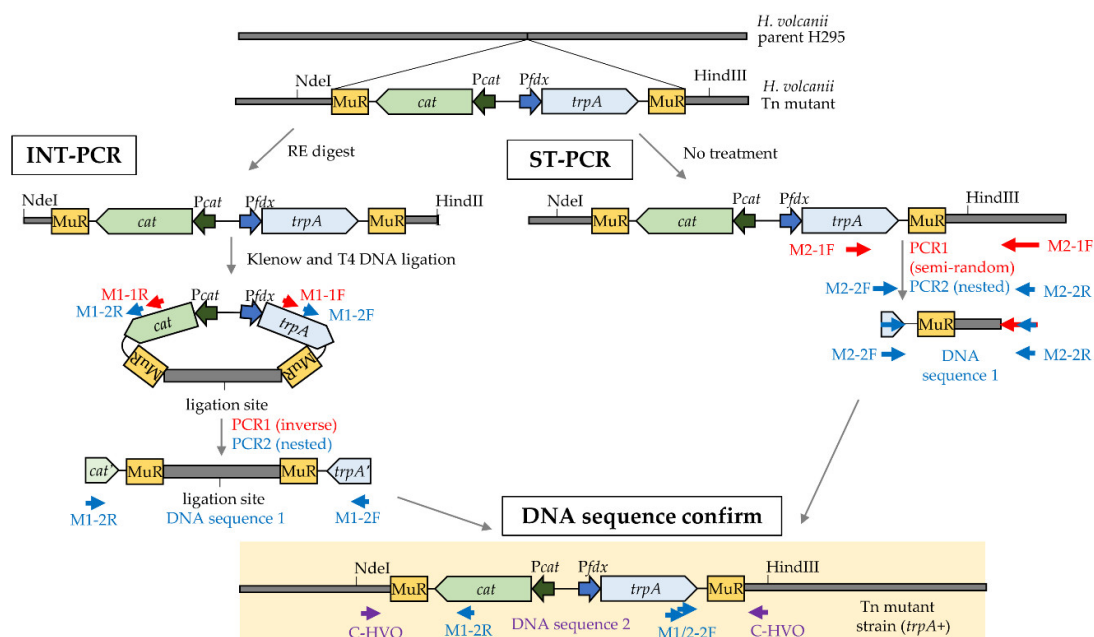 H. volcanii
parent H295
NdeI
Pcat
Pfdx
HindIII
MuR
cat
trpA
MuR
H. volcanii
Tn mutant
INT-PCR
RE digest
ST-PCR
No treatment
NdeI
Pcat
Pfdx
HindII
MuR
cat
trpA
MuR
NdeI
Pcat
Pfdx
HindIII
MuR
cat
trpA
MuR
Klenow and T4 DNA ligation
M2-1F
PCR1
(semi-random)
PCR2 (nested)
M2-1F
M1-1R
M1-2R
Pcat
Pfdx
M1-1F
M1-2F
cat
trpA
MuR
MuR
ligation site
M2-2F
M2-2R
MuR
M2-2F
DNA
sequence 1
M2-2R
PCR1 (inverse)
PCR2 (nested)
cat'
MuR
MuR
trpA'
ligation site
DNA sequence 1
M1-2R
M1-2F
DNA sequence confirm
NdeI
Pcat
Pfdx
HindIII
MuR
cat
trpA
MuR
C-HVO
M1-2R
DNA sequence 2
M1/2-2F
C-HVO
Tn mutant
strain (trpA+)